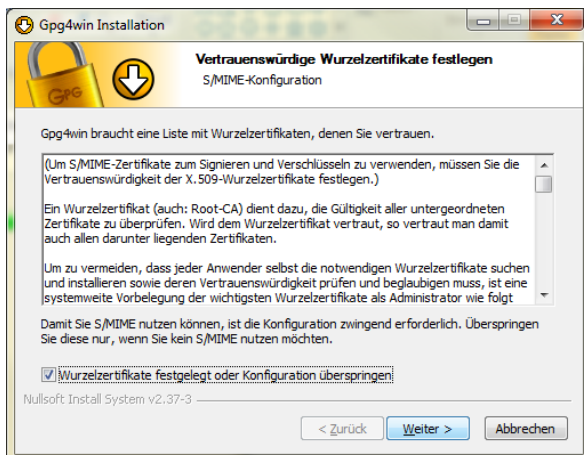 Gpg4win Installation
GPG
Vertrauenswürdige Wurzelzertifikate festlegen
S/MIME-Konfiguration
Gpg4win braucht eine Liste mit Wurzelzertifikaten, denen Sie vertrauen.
(Um S/MIME-Zertifikate zum Signieren und Verschlüsseln zu verwenden, müssen Sie die
Vertrauenswürdigkeit der X.509-Wurzelzertifikate festlegen.)
Ein Wurzelzertifikat (auch: Root-CA) dient dazu, die Gültigkeit aller untergeordneten
Zertifikate zu überprüfen. Wird dem Wurzelzertifikat vertraut, so vertraut man damit
auch allen darunter liegenden Zertifikaten.
Um zu vermeiden, dass jeder Anwender selbst die notwendigen Wurzelzertifikate suchen
und installieren sowie deren Vertrauenswürdigkeit prüfen und beglaubigen muss, ist eine
systemweite Vorbelegung der wichtigsten Wurzelzertifikate als Administrator wie folgt
Damit Sie S/MIME nutzen können, ist die Konfiguration zwingend erforderlich. Überspringen
Sie diese nur, wenn Sie kein S/MIME nutzen möchten.
Wurzelzertifikate festgelegt oder Konfiguration überspringen
Nullsoft Install System v2.37-3
< Zurück Weiter > Abbrechen